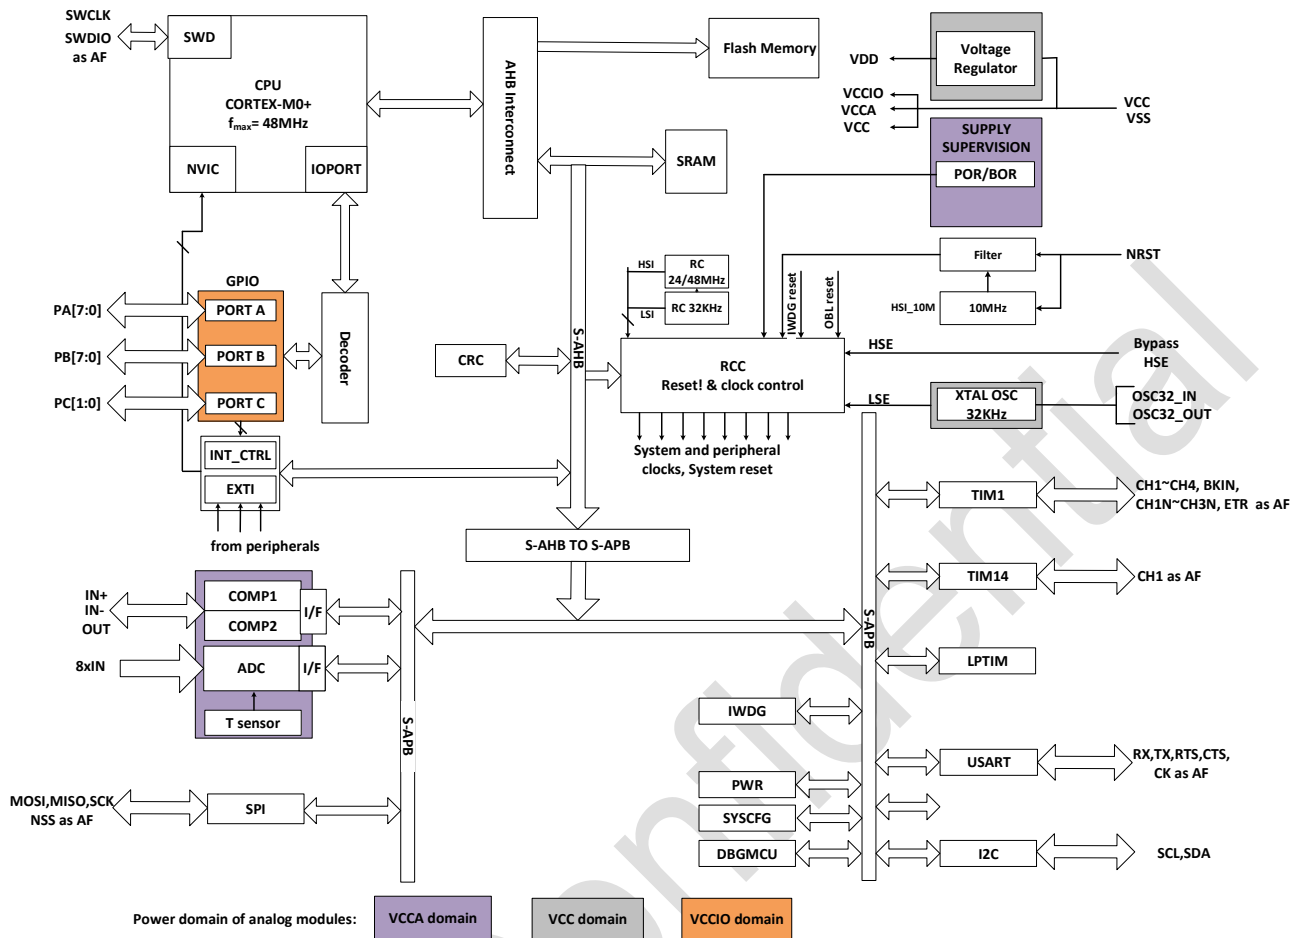 SWCLK
SWDIO
as AF
SWD
CPU
CORTEX-M0+
fmax= 48MHz
NVIC
IOPORT
AHB Interconnect
Flash Memory
SRAM
VDD
Voltage
Regulator
VCCIO
VCCA
VCC
VCC
VSS
SUPPLY
SUPERVISION
POR/BOR
Filter
NRST
HSI_10M
10MHz
GPIO
PA[7:0]
PORT A
PB[7:0]
PORT B
PC[1:0]
PORT C
Decoder
INT_CTRL
EXTI
from peripherals
HSI
RC
24/48MHz
LSI
RC 32KHz
IWDG reset
OBL reset
S-AHB
CRC
RCC
Reset! & clock control
HSE
Bypass
HSE
LSE
XTAL OSC
32KHz
OSC32_IN
OSC32_OUT
System and peripheral
clocks, System reset
S-AHB TO S-APB
IN+
IN-
OUT
COMP1
COMP2
I/F
8xIN
ADC
I/F
T sensor
S-APB
MOSI,MISO,SCK
NSS as AF
SPI
S-APB
TIM1
CH1~CH4, BKIN,
CH1N~CH3N, ETR as AF
TIM14
CH1 as AF
LPTIM
IWDG
USART
RX,TX,RTS,CTS,
CK as AF
PWR
SYSCFG
DBGMCU
I2C
SCL,SDA
Power domain of analog modules:
VCCA domain
VCC domain
VCCIO domain
Confidential